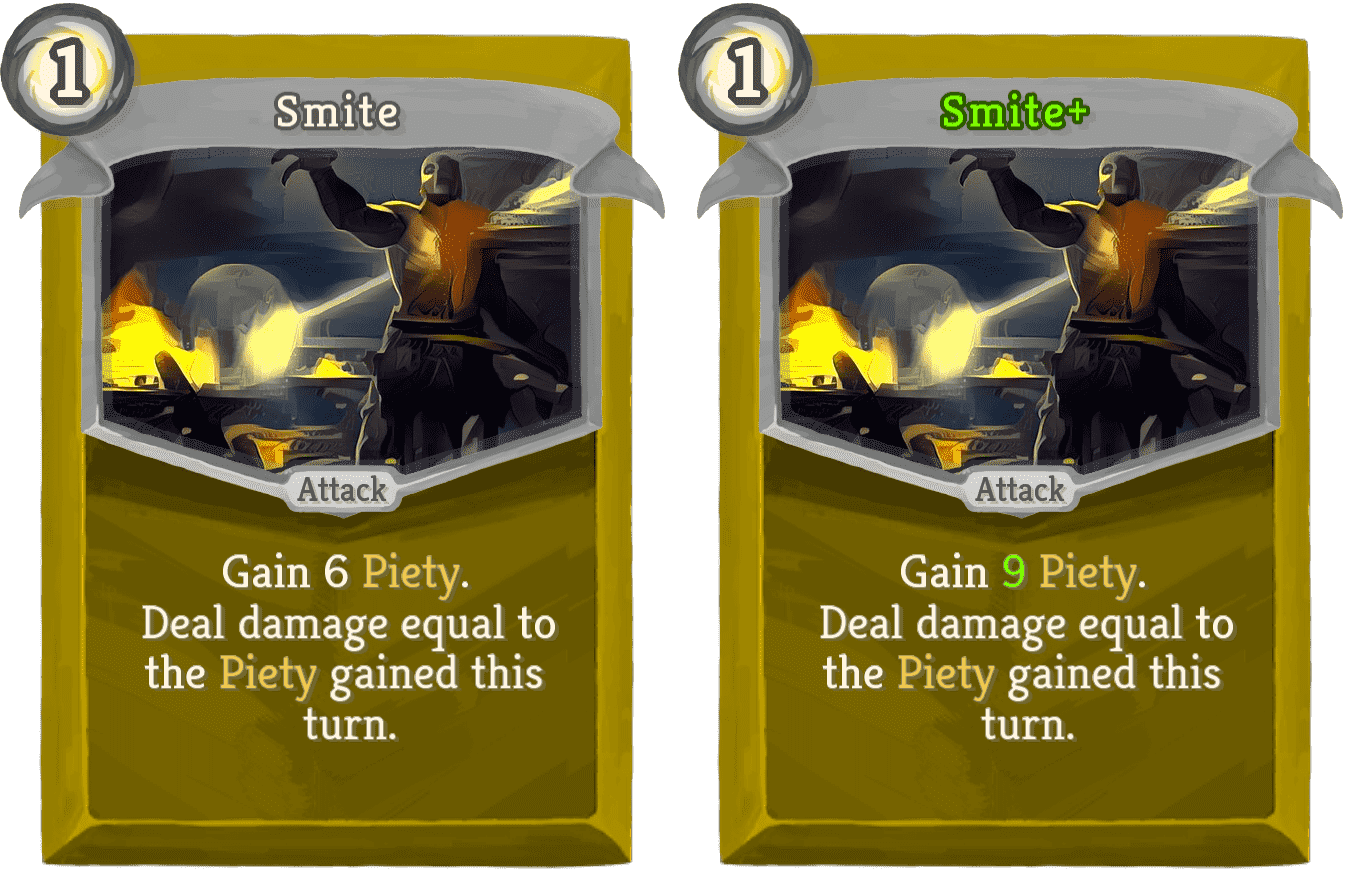 1
Smite
Attack
Gain 6 Piety.
Deal damage equal to
the Piety gained this
turn.
1
Smite+
Attack
Gain 9 Piety.
Deal damage equal to
the Piety gained this
turn.